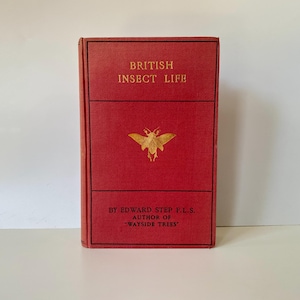 BRITISH
INSECT LIFE
BY EDWARD STEP F.L.S.
AUTHOR OF
"WAYSIDE TREES"